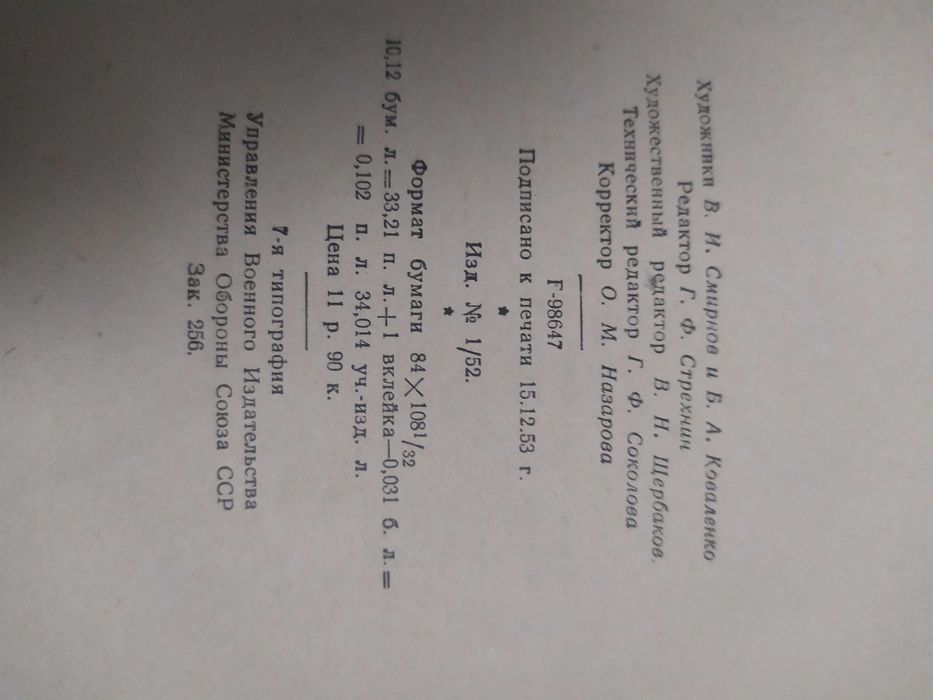 Художники В. И. Смирнов и Б. А. Коваленко
Редактор Г. Ф. Стрехнин
Художественный редактор В. Н. Щербаков.
Технический редактор Г. Ф. Соколова
Корректор О. М. Назарова
Г-98647
Подписано к печати 15.12.53 г.
*
Изд. № 1/52.
*
Формат бумаги 84×108¹/₃₂
10,12 бум. л.=33,21 п. л.+1 вклейка—0,031 б. л.=
=0,102 п. л. 34,014 уч.-изд. л.
Цена 11 р. 90 к.
7-я типография
Управления Военного Издательства
Министерства Обороны Союза ССР
Зак. 256.